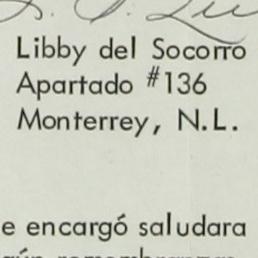 Libby del Socorro
Apartado #136
Monterrey, N.L.
e encargó saludara